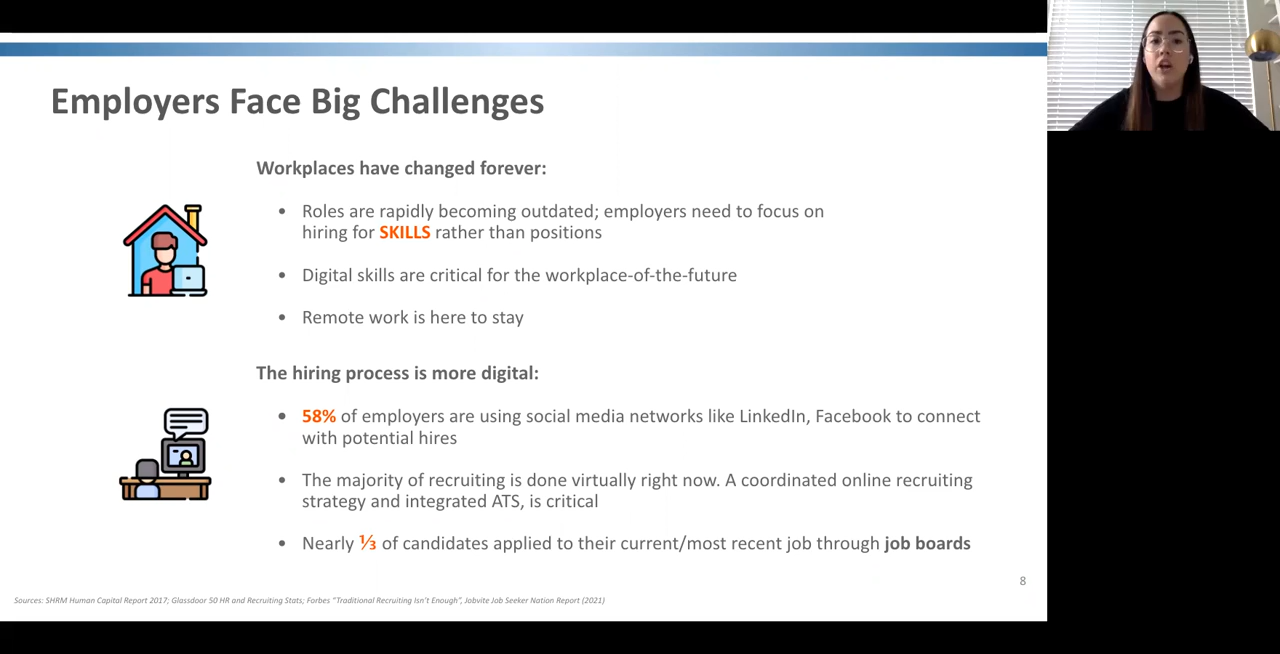 Employers Face Big Challenges
Workplaces have changed forever:
• Roles are rapidly becoming outdated; employers need to focus on
hiring for SKILLS rather than positions
• Digital skills are critical for the workplace-of-the-future
• Remote work is here to stay
The hiring process is more digital:
• 58% of employers are using social media networks like LinkedIn, Facebook to connect
with potential hires
• The majority of recruiting is done virtually right now. A coordinated online recruiting
strategy and integrated ATS, is critical
• Nearly ⅓ of candidates applied to their current/most recent job through job boards
8
Sources: SHRM Human Capital Report 2017; Glassdoor 50 HR and Recruiting Stats; Forbes “Traditional Recruiting Isn’t Enough”, Jobvite Job Seeker Nation Report (2021)